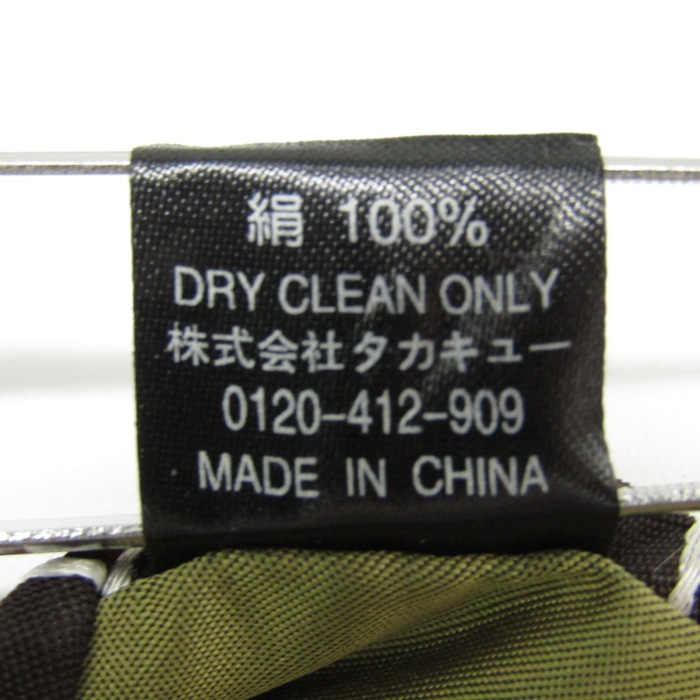 絹 100%
DRY CLEAN ONLY
株式会社タカキュー
0120-412-909
MADE IN CHINA